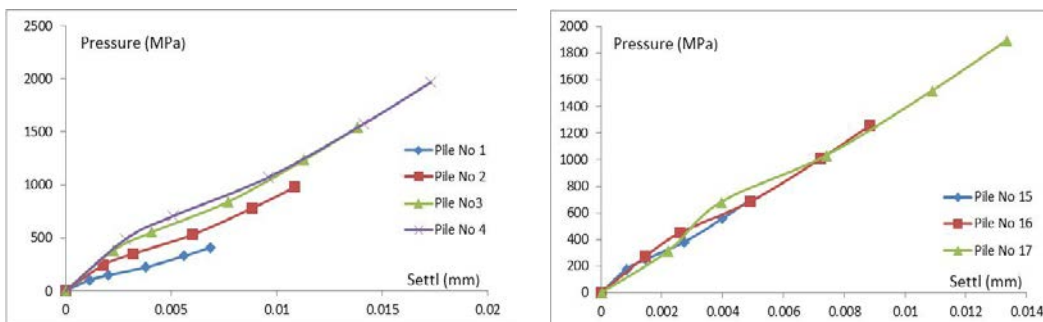 2500
Pressure (MPa)
2000
1500
1000
500
0
Pile No 1
Pile No 2
Pile No3
Pile No 4
Settl (mm)
0 0.005 0.01 0.015 0.02
2000
1800
1600
1400
1200
1000
800
600
400
200
0
Pressure (MPa)
Pile No 15
Pile No 16
Pile No 17
Settl (mm)
0 0.002 0.004 0.006 0.008 0.01 0.012 0.014